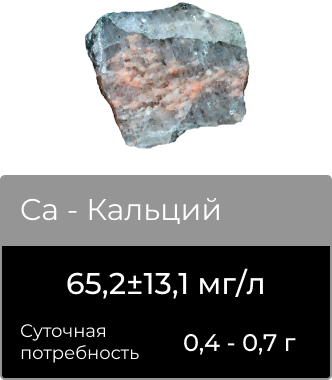 Ca - Кальций
65,2±13,1 мг/л
Суточная
потребность
0,4 - 0,7 г